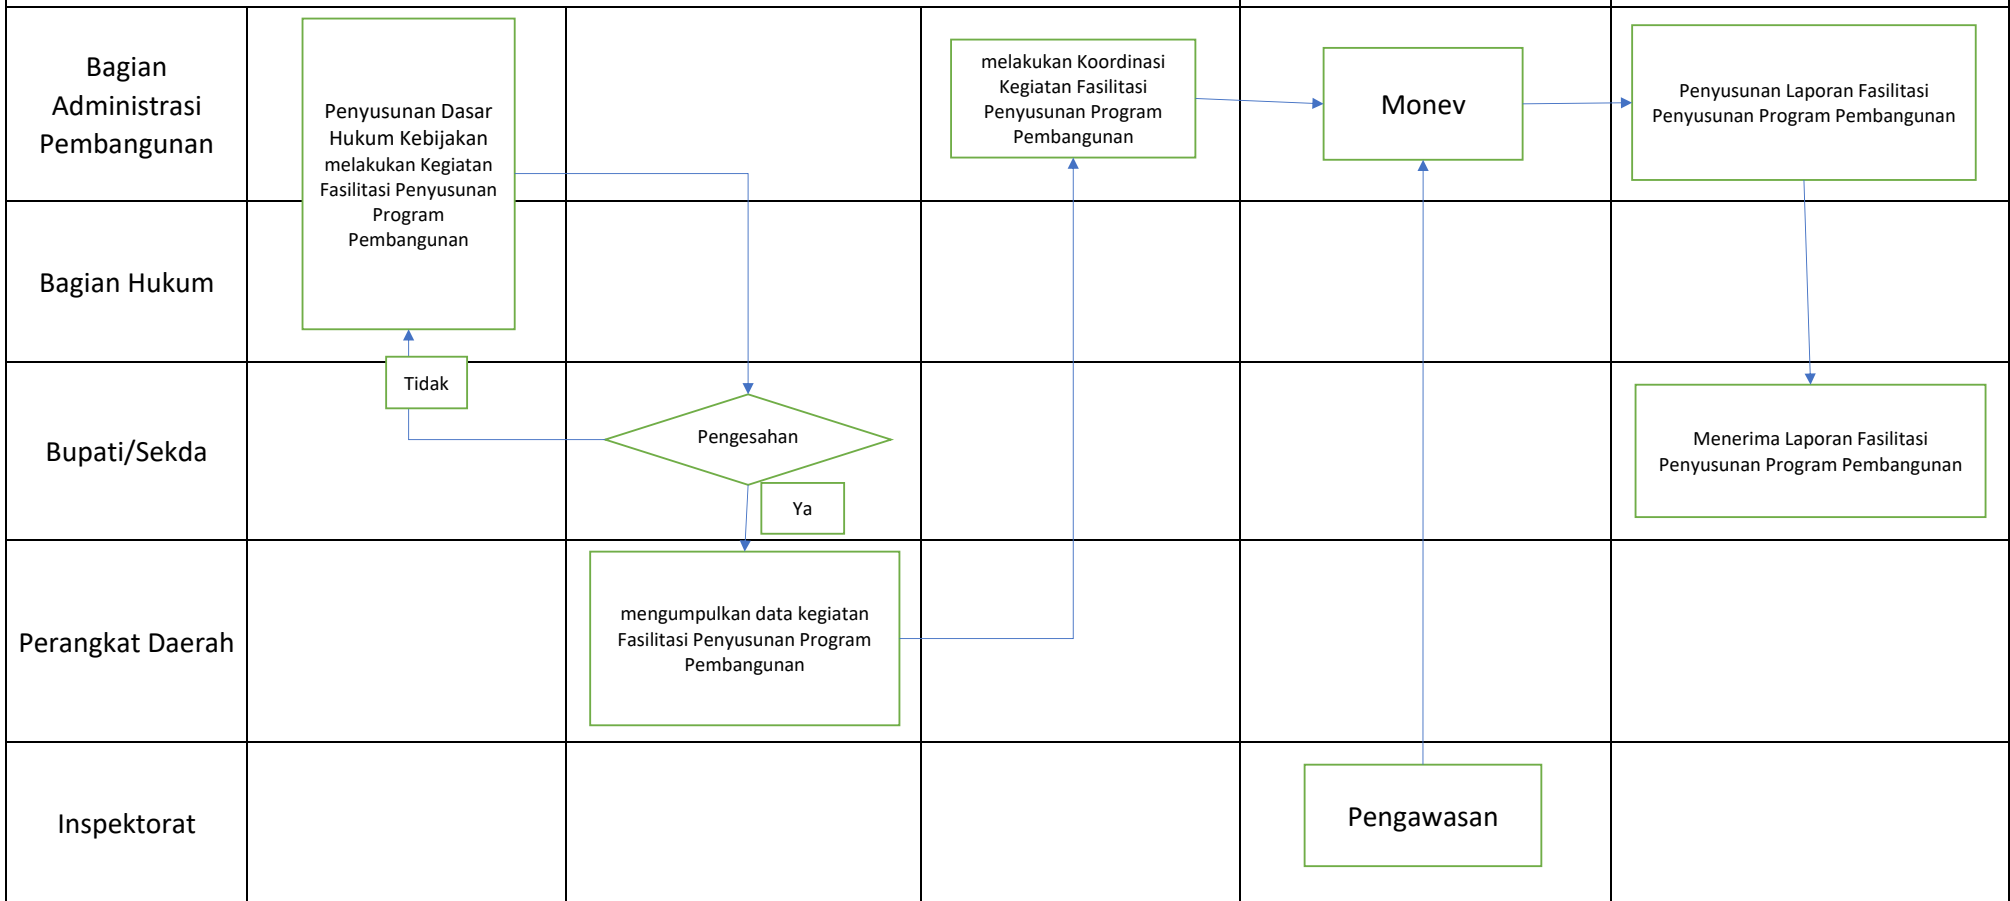 Bagian
Administrasi
Pembangunan
Penyusunan Dasar
Hukum Kebijakan
melakukan Kegiatan
Fasilitasi Penyusunan
Program
Pembangunan
melakukan Koordinasi
Kegiatan Fasilitasi
Penyusunan Program
Pembangunan
Monev
Penyusunan Laporan Fasilitasi
Penyusunan Program Pembangunan
Bagian Hukum
Bupati/Sekda
Tidak
Pengesahan
Ya
Menerima Laporan Fasilitasi
Penyusunan Program Pembangunan
Perangkat Daerah
mengumpulkan data kegiatan
Fasilitasi Penyusunan Program
Pembangunan
Inspektorat
Pengawasan